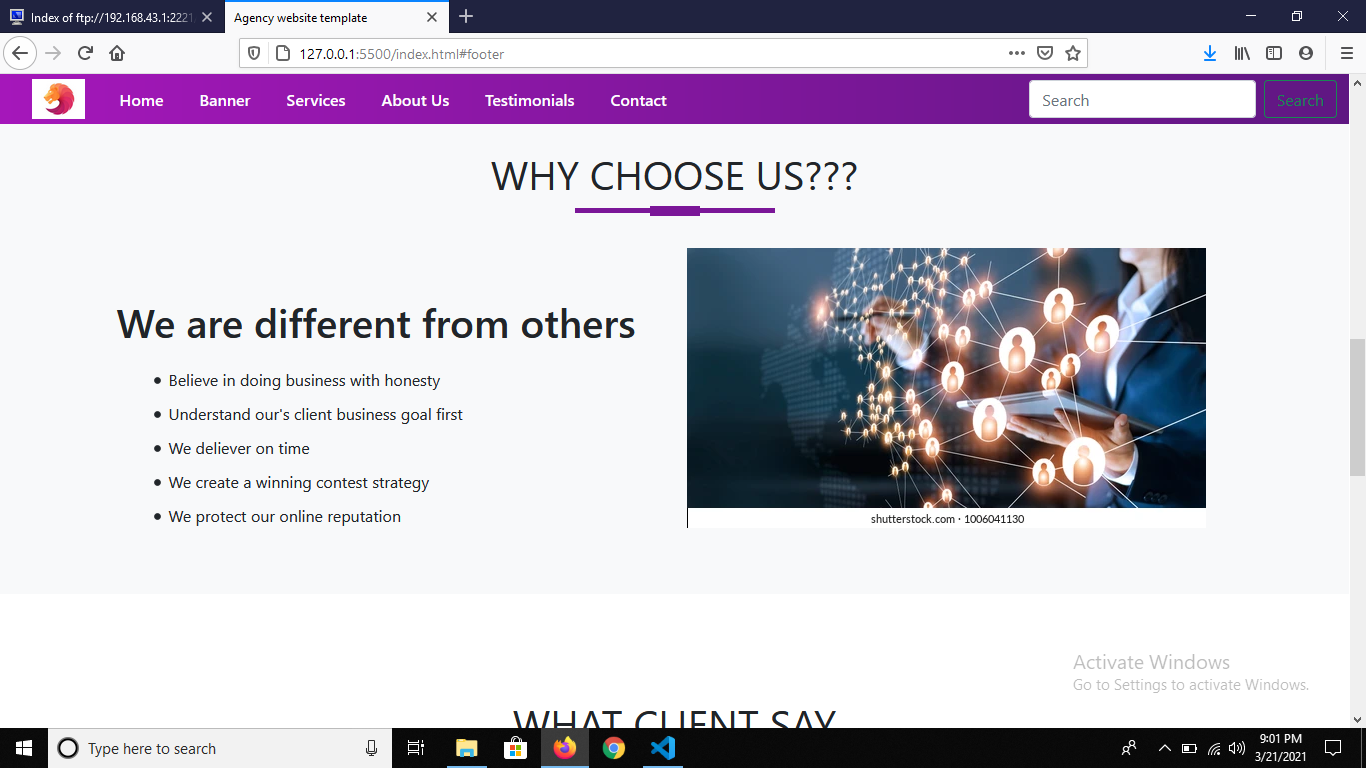 Index of ftp://192.168.43.1:2221
Agency website template
127.0.0.1:5500/index.html#footer
Home Banner Services About Us Testimonials Contact Search Search
WHY CHOOSE US???
We are different from others
Believe in doing business with honesty
Understand our's client business goal first
We deliever on time
We create a winning contest strategy
We protect our online reputation
shutterstock.com · 1006041130
Activate Windows
Go to Settings to activate Windows.
WHAT CLIENT SAY
Type here to search
9:01 PM
3/21/2021